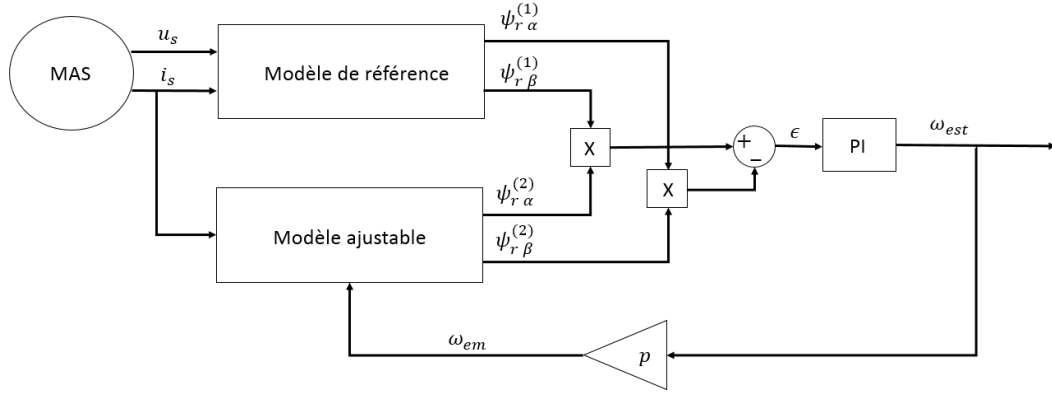 MAS
u_s
i_s
Modèle de référence
ψ_{r α}^{(1)}
ψ_{r β}^{(1)}
X
X
+
−
ϵ
PI
ω_{est}
Modèle ajustable
ψ_{r α}^{(2)}
ψ_{r β}^{(2)}
ω_{em}
p